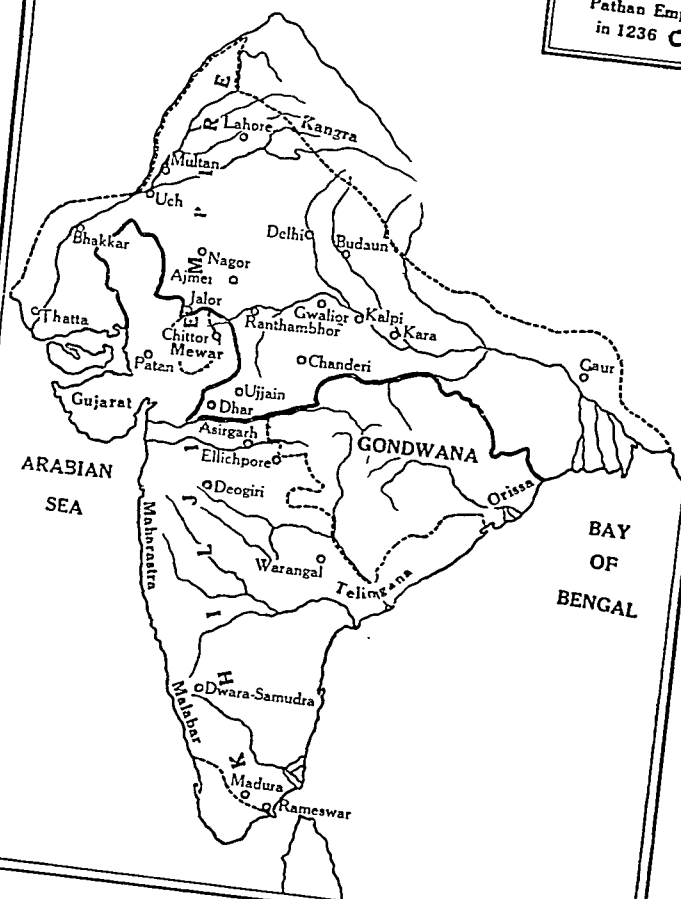 Pathan Emp
in 1236
KHILJI EMPIRE
Kangra
Lahore
Multan
Uch
Delhi
Budaun
Bhakkar
Nagor
Ajmer
Jalor
Thatta
Gwalior
Kalpi
Ranthambhor
Kara
Chittor
Mewar
Patan
Chanderi
Gaur
Ujjain
Gujarat
Dhar
Asirgarh
GONDWANA
Ellichpore
ARABIAN
SEA
Deogiri
Orissa
Maharastra
BAY
OF
BENGAL
Warangal
Telingana
Malabar
Dwara-Samudra
Madura
Rameswar